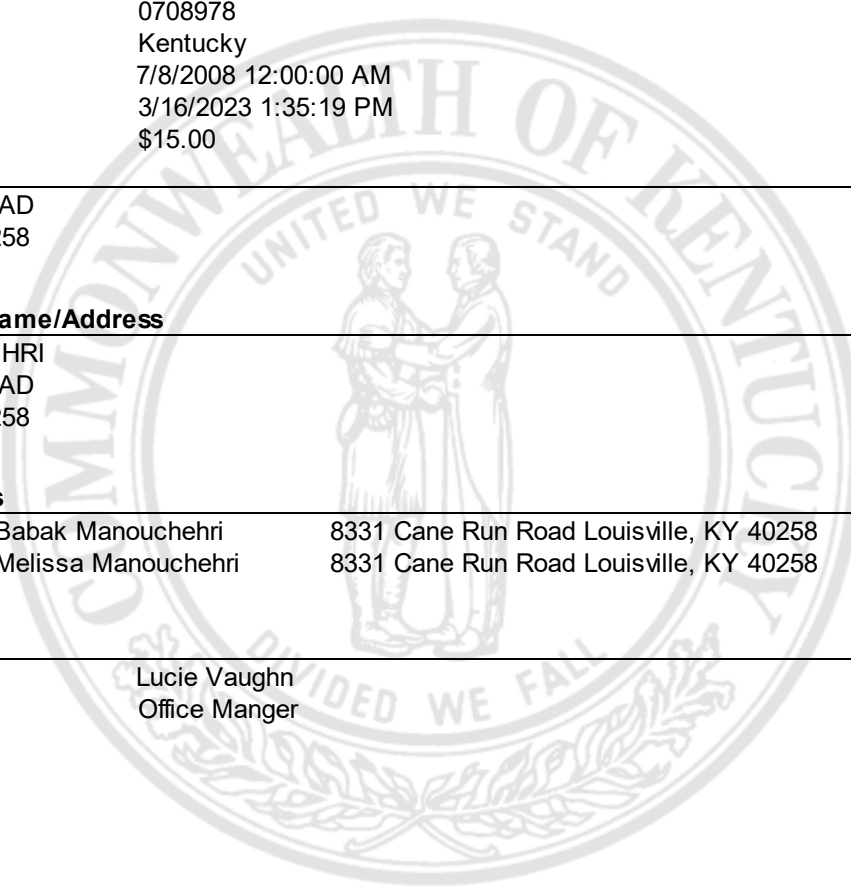 0708978
Kentucky
7/8/2008 12:00:00 AM
3/16/2023 1:35:19 PM
$15.00
AD
258
ame/Address
HRI
AD
258
s
Babak Manouchehri 8331 Cane Run Road Louisville, KY 40258
Melissa Manouchehri 8331 Cane Run Road Louisville, KY 40258
Lucie Vaughn
Office Manger
COMMONWEALTH OF KENTUCKY
UNITED WE STAND
DIVIDED WE FALL